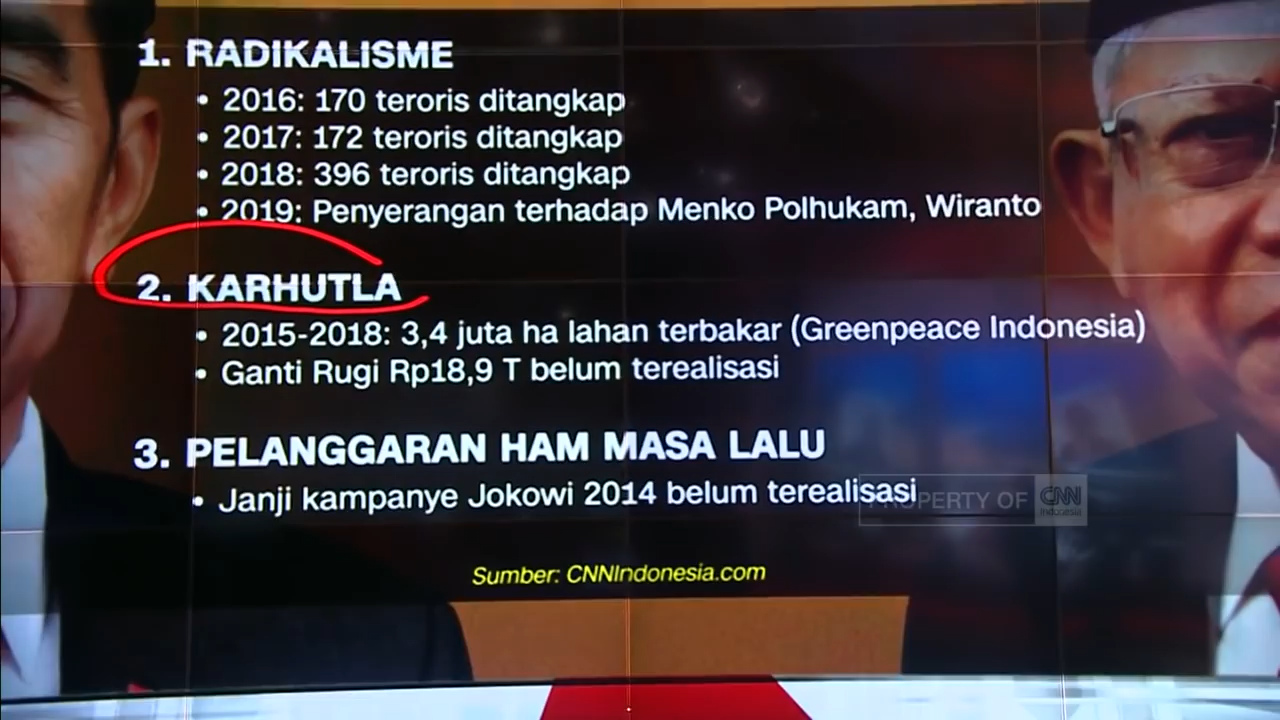 1. RADIKALISME
• 2016: 170 teroris ditangkap
• 2017: 172 teroris ditangkap
• 2018: 396 teroris ditangkap
• 2019: Penyerangan terhadap Menko Polhukam, Wiranto
2. KARHUTLA
• 2015-2018: 3,4 juta ha lahan terbakar (Greenpeace Indonesia)
• Ganti Rugi Rp18,9 T belum terealisasi
3. PELANGGARAN HAM MASA LALU
• Janji kampanye Jokowi 2014 belum terealisasi
PROPERTY OF CNN Indonesia
Sumber: CNNIndonesia.com